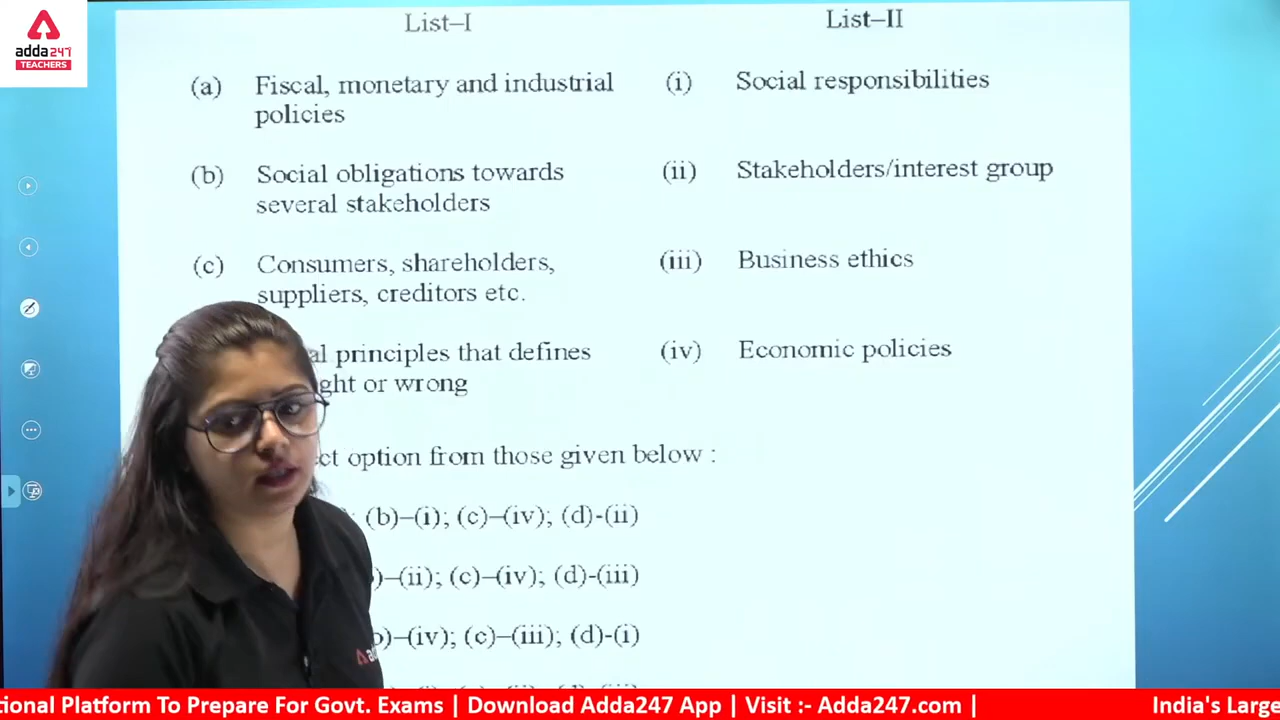 adda247
TEACHERS
List–I
List–II
(a) Fiscal, monetary and industrial
policies
(i) Social responsibilities
(b) Social obligations towards
several stakeholders
(ii) Stakeholders/interest group
(c) Consumers, shareholders,
suppliers, creditors etc.
(iii) Business ethics
principles that defines
or wrong
(iv) Economic policies
option from those given below :
(b)–(i); (c)–(iv); (d)-(ii)
–(ii); (c)–(iv); (d)-(iii)
–(iv); (c)–(iii); (d)-(i)
Platform To Prepare For Govt. Exams | Download Adda247 App | Visit :- Adda247.com | India's